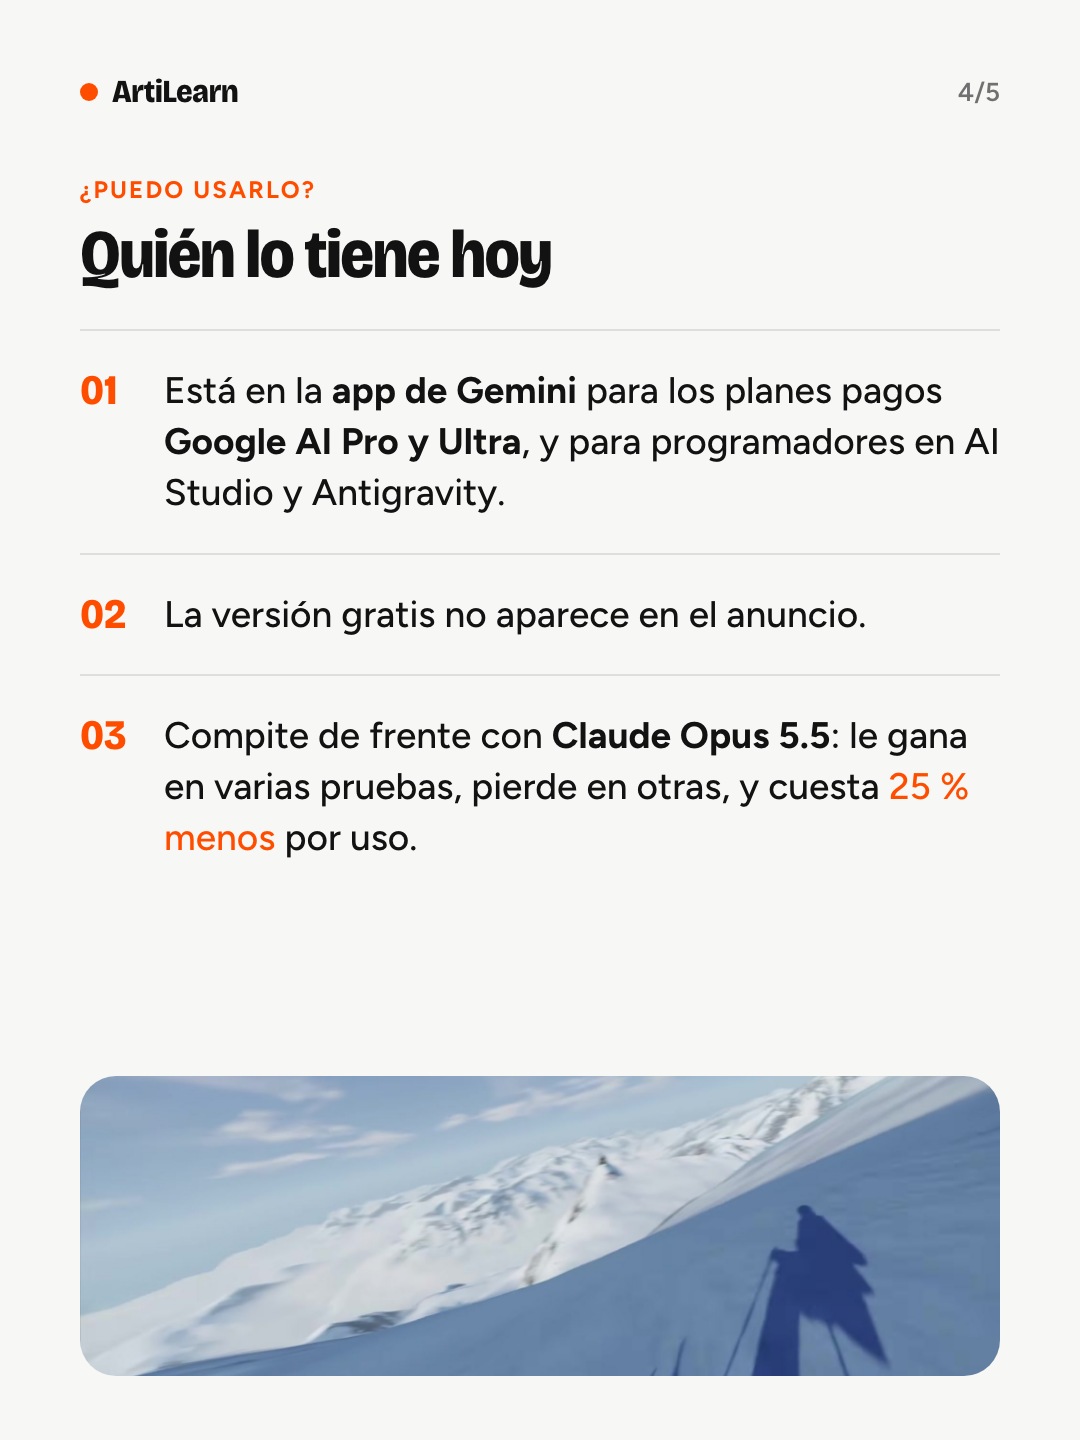 ArtiLearn
4/5
¿PUEDO USARLO?
Quién lo tiene hoy
01
Está en la app de Gemini para los planes pagos
Google AI Pro y Ultra, y para programadores en AI
Studio y Antigravity.
02
La versión gratis no aparece en el anuncio.
03
Compite de frente con Claude Opus 5.5: le gana
en varias pruebas, pierde en otras, y cuesta 25 %
menos por uso.